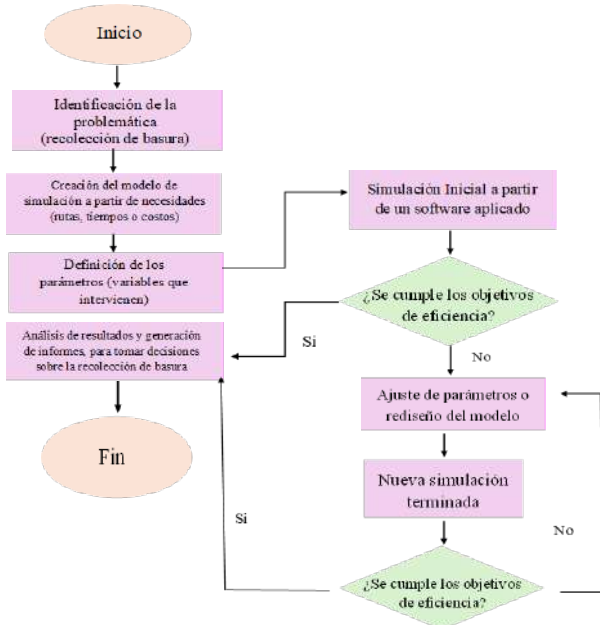 Inicio
Identificación de la
problemática
(recolección de basura)
Creación del modelo de
simulación a partir de necesidades
(rutas, tiempos o costos)
Definición de los
parámetros (variables que
intervienen)
Simulación Inicial a partir
de un software aplicado
¿Se cumple los objetivos
de eficiencia?
Si
No
Análisis de resultados y generación
de informes, para tomar decisiones
sobre la recolección de basura
Fin
Ajuste de parámetros o
rediseño del modelo
Nueva simulación
terminada
Si
No
¿Se cumple los objetivos
de eficiencia?